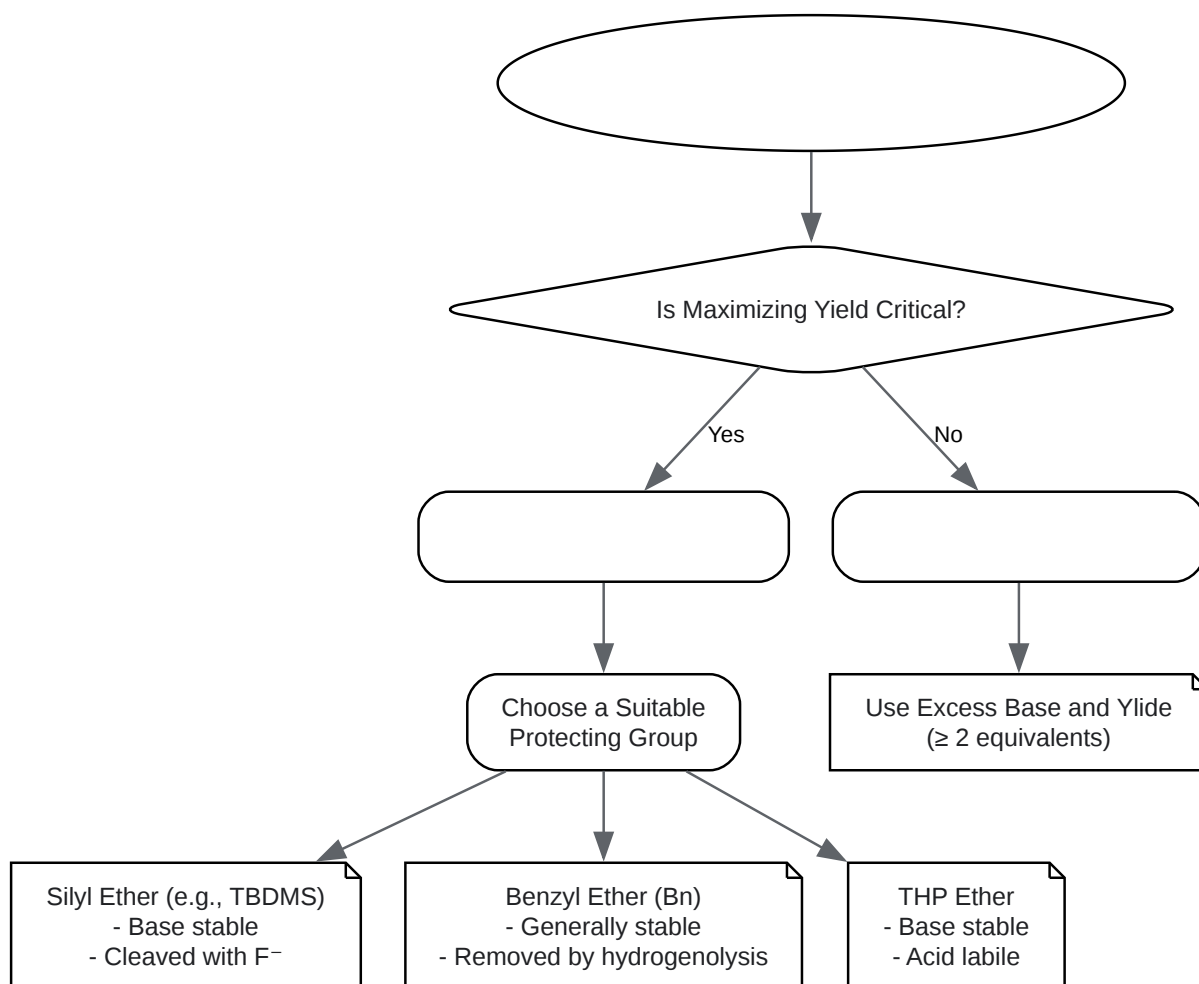 Is Maximizing Yield Critical?
Yes
No
Choose a Suitable
Protecting Group
Use Excess Base and Ylide
(≥ 2 equivalents)
Silyl Ether (e.g., TBDMS)
- Base stable
- Cleaved with F⁻
Benzyl Ether (Bn)
- Generally stable
- Removed by hydrogenolysis
THP Ether
- Base stable
- Acid labile